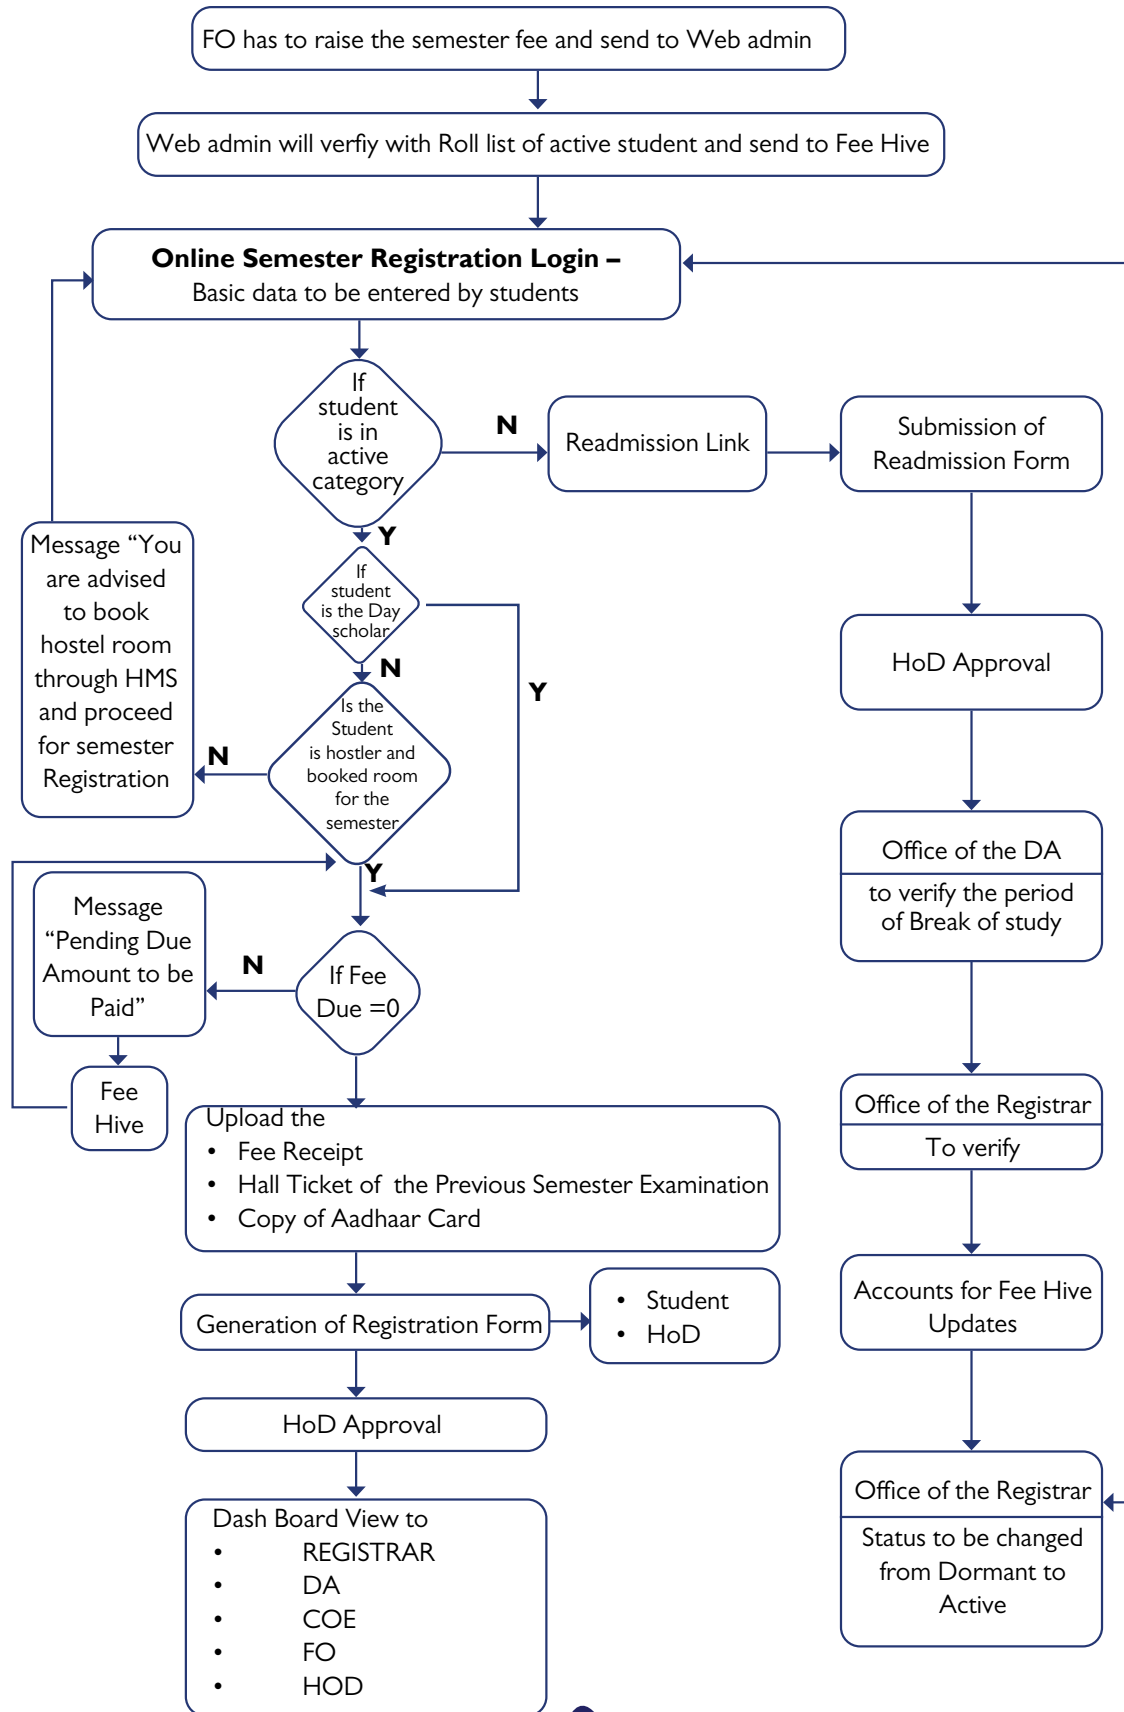 FO has to raise the semester fee and send to Web admin
Web admin will verfiy with Roll list of active student and send to Fee Hive
Online Semester Registration Login –
Basic data to be entered by students
If
student
is in
active
category
N
Readmission Link
Submission of
Readmission Form
Y
If
student
is the Day
scholar
N
Y
Is the
Student
is hostler and
booked room
for the
semester
N
Message “You
are advised
to book
hostel room
through HMS
and proceed
for semester
Registration
Y
If Fee
Due =0
N
Message
“Pending Due
Amount to be
Paid”
Fee
Hive
Upload the
• Fee Receipt
• Hall Ticket of the Previous Semester Examination
• Copy of Aadhaar Card
Generation of Registration Form
• Student
• HoD
HoD Approval
Dash Board View to
• REGISTRAR
• DA
• COE
• FO
• HOD
HoD Approval
Office of the DA
to verify the period
of Break of study
Office of the Registrar
To verify
Accounts for Fee Hive
Updates
Office of the Registrar
Status to be changed
from Dormant to
Active